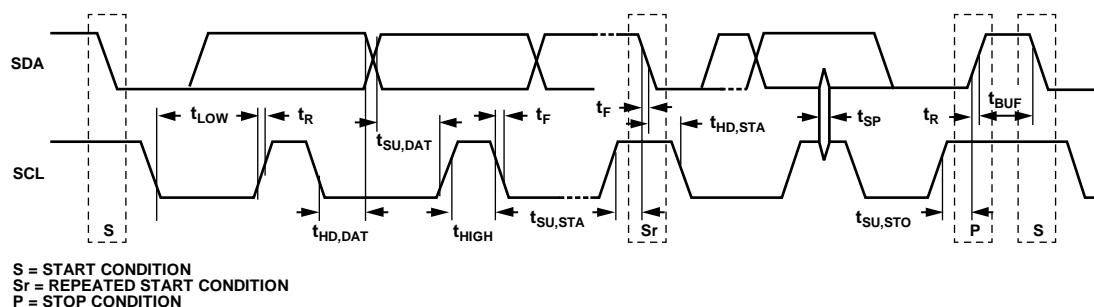 SDA
tLOW
tR
tSU,DAT
tF
tF
tHD,STA
tSP
tR
tBUF
SCL
S
tHD,DAT
tHIGH
tSU,STA
Sr
tSU,STO
P
S
S = START CONDITION
Sr = REPEATED START CONDITION
P = STOP CONDITION